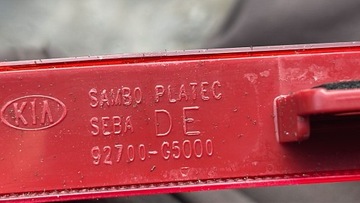 KIA
SAMBO PLATEC
SEBA DE
92700-G5000